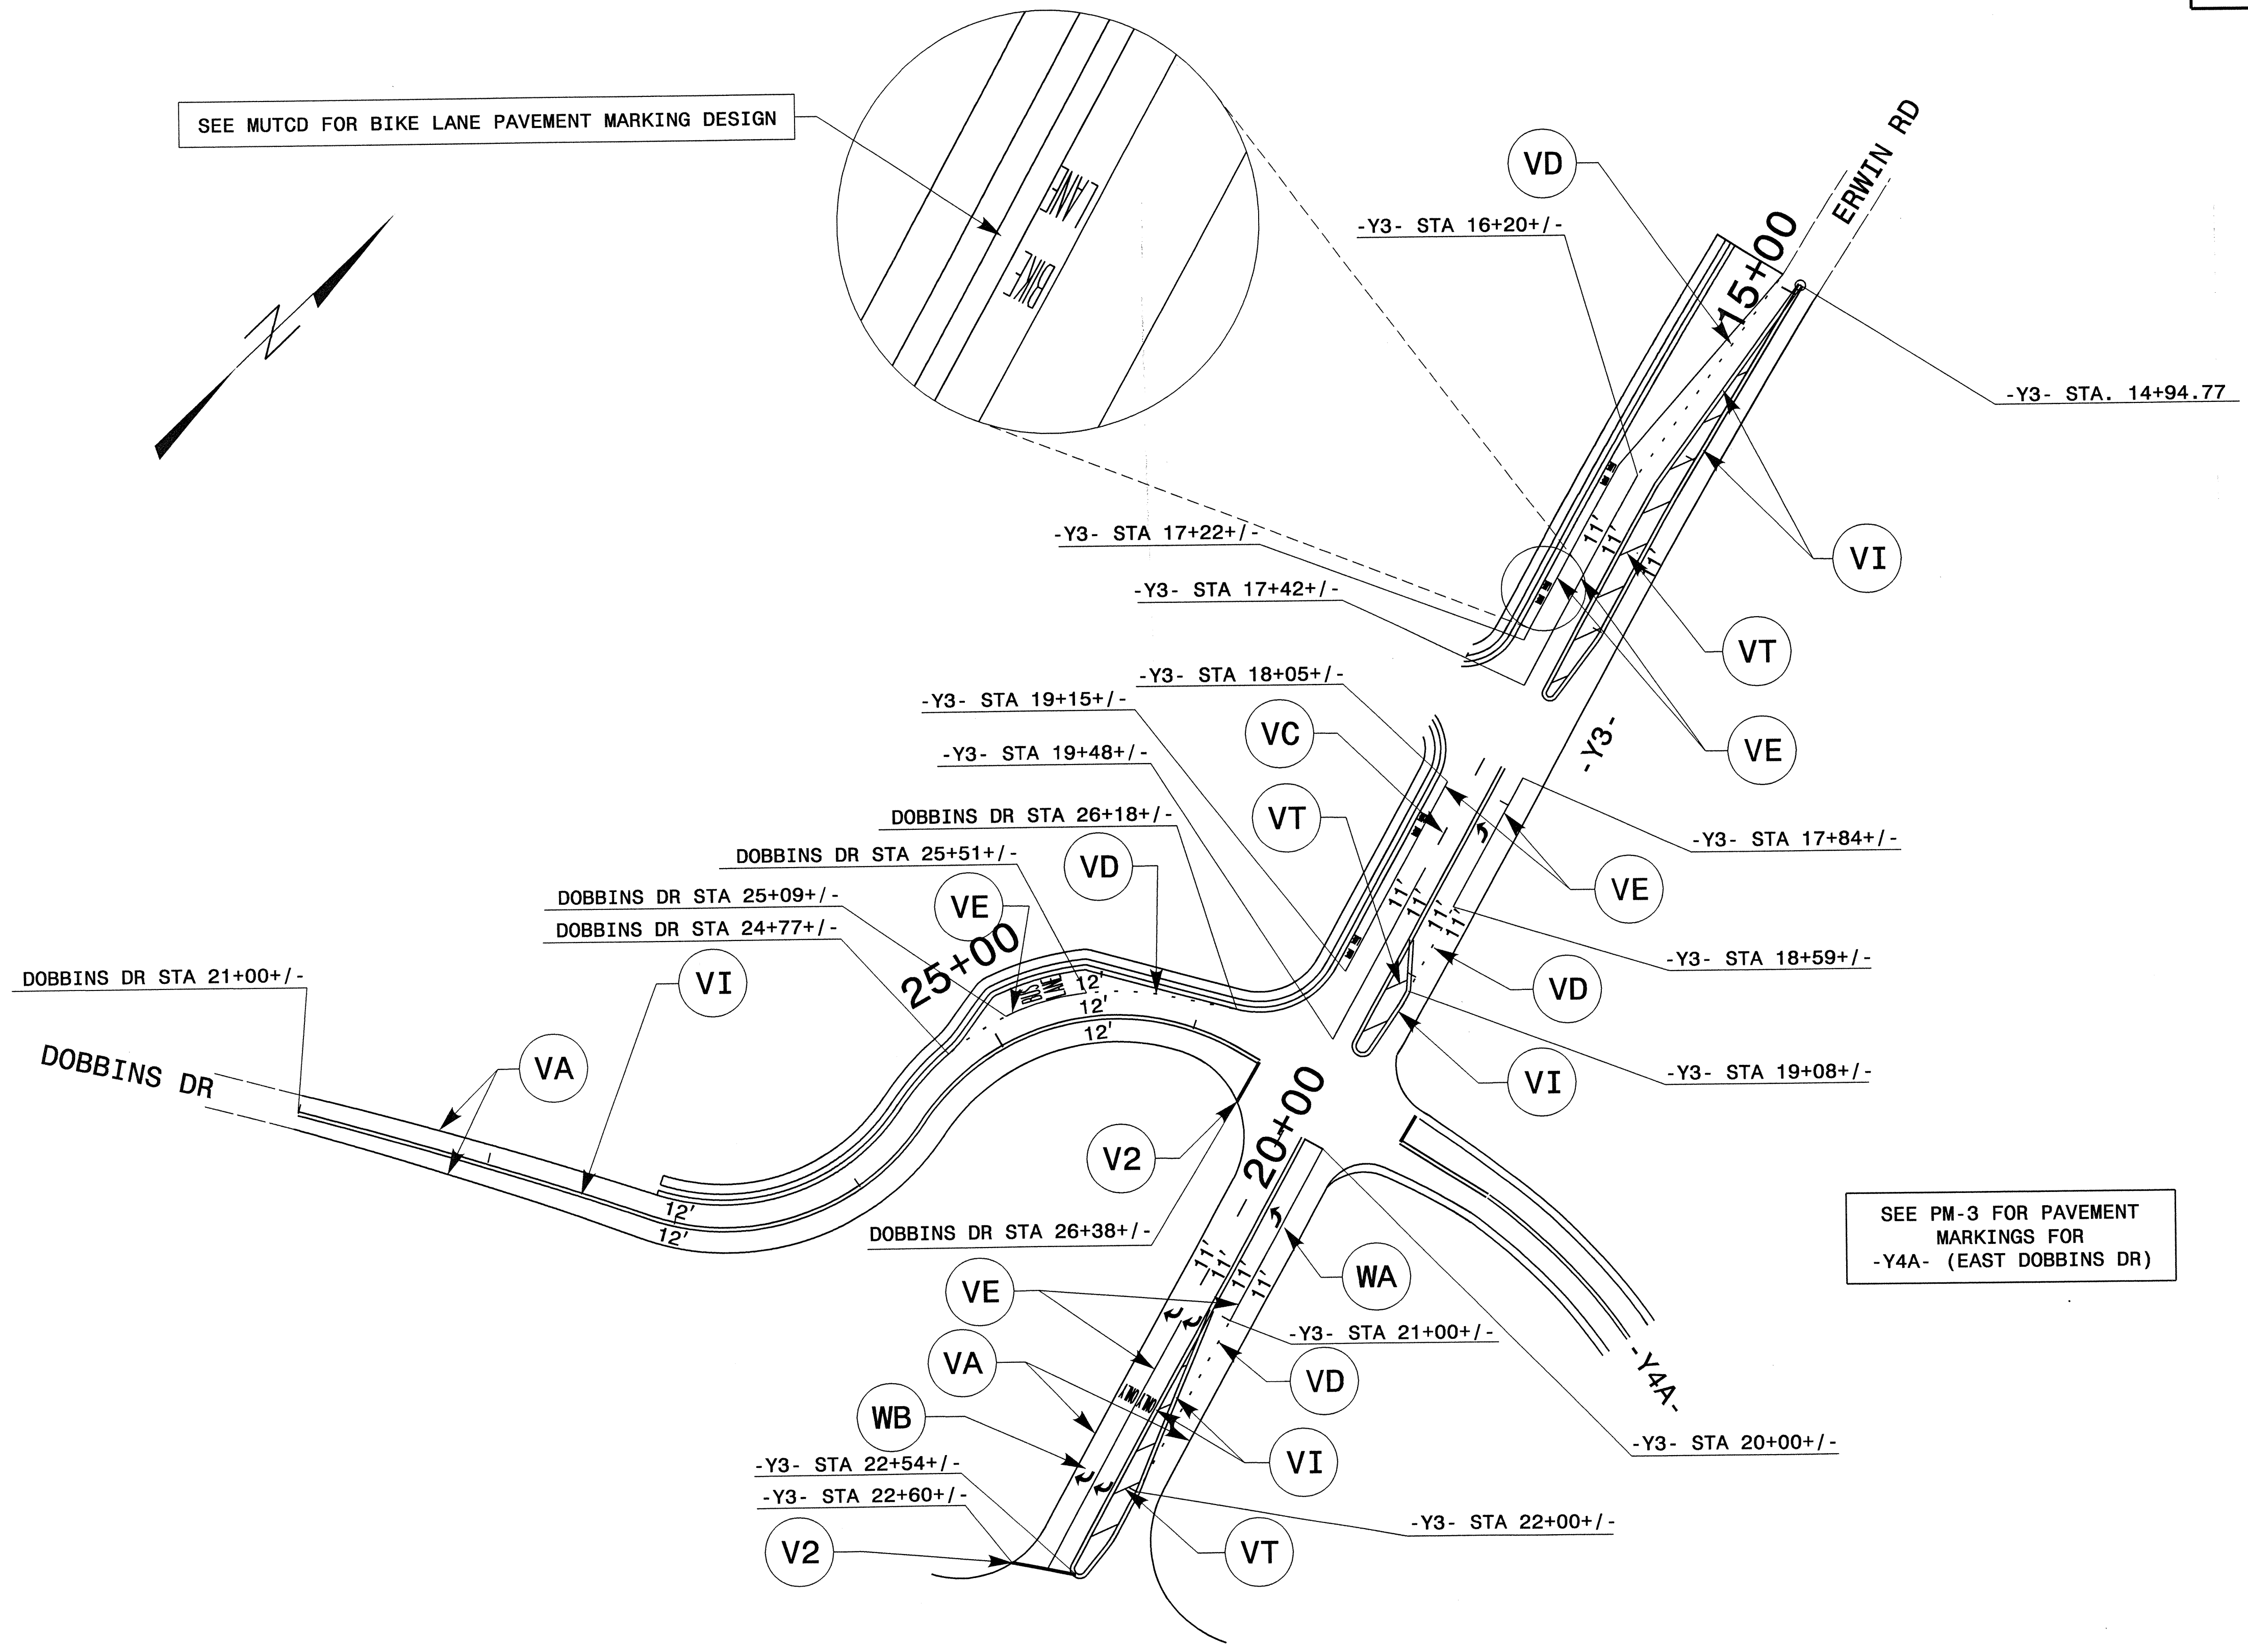 SEE MUTCD FOR BIKE LANE PAVEMENT MARKING DESIGN
LANE
BIKE
VD
ERWIN RD
-Y3- STA 16+20+/-
15+00
-Y3- STA. 14+94.77
-Y3- STA 17+22+/-
11'
11'
11'
VI
-Y3- STA 17+42+/-
VT
-Y3- STA 18+05+/-
-Y3- STA 19+15+/-
VC
-Y3-
VE
-Y3- STA 19+48+/-
VT
DOBBINS DR STA 26+18+/-
-Y3- STA 17+84+/-
DOBBINS DR STA 25+51+/-
VD
VE
DOBBINS DR STA 25+09+/-
VE
11'
11'
11'
11'
DOBBINS DR STA 24+77+/-
25+00
-Y3- STA 18+59+/-
DOBBINS DR STA 21+00+/-
VI
LANE
12'
12'
12'
VD
DOBBINS DR
VA
VI
-Y3- STA 19+08+/-
20+00
V2
12'
12'
DOBBINS DR STA 26+38+/-
SEE PM-3 FOR PAVEMENT
MARKINGS FOR
-Y4A- (EAST DOBBINS DR)
11'
11'
11'
11'
WA
VE
-Y3- STA 21+00+/-
VA
VD
-Y4A-
ONLY
ONLY
WB
-Y3- STA 20+00+/-
VI
-Y3- STA 22+54+/-
-Y3- STA 22+60+/-
-Y3- STA 22+00+/-
V2
VT